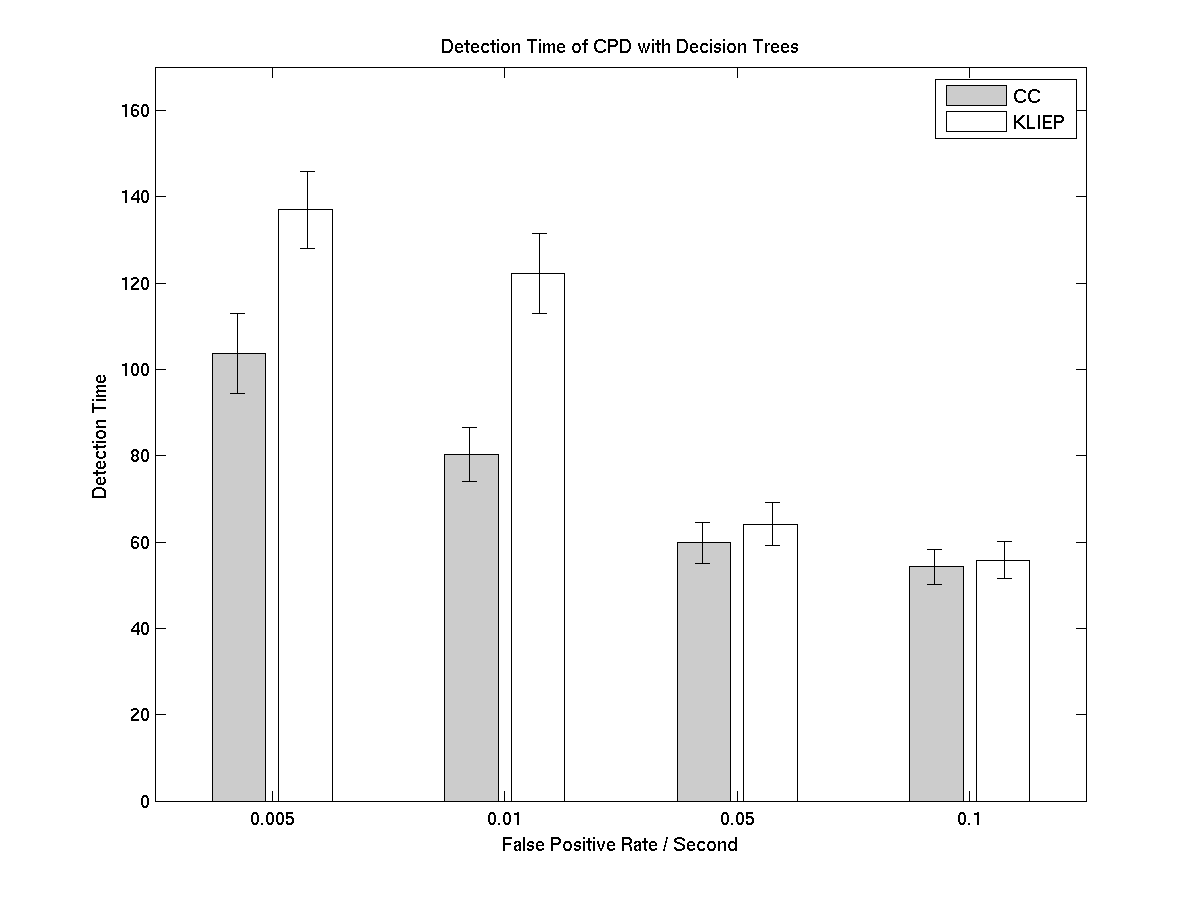 Detection Time of CPD with Decision Trees
CC
KLIEP
160
140
120
100
80
60
40
20
0
Detection Time
0.005
0.01
0.05
0.1
False Positive Rate / Second